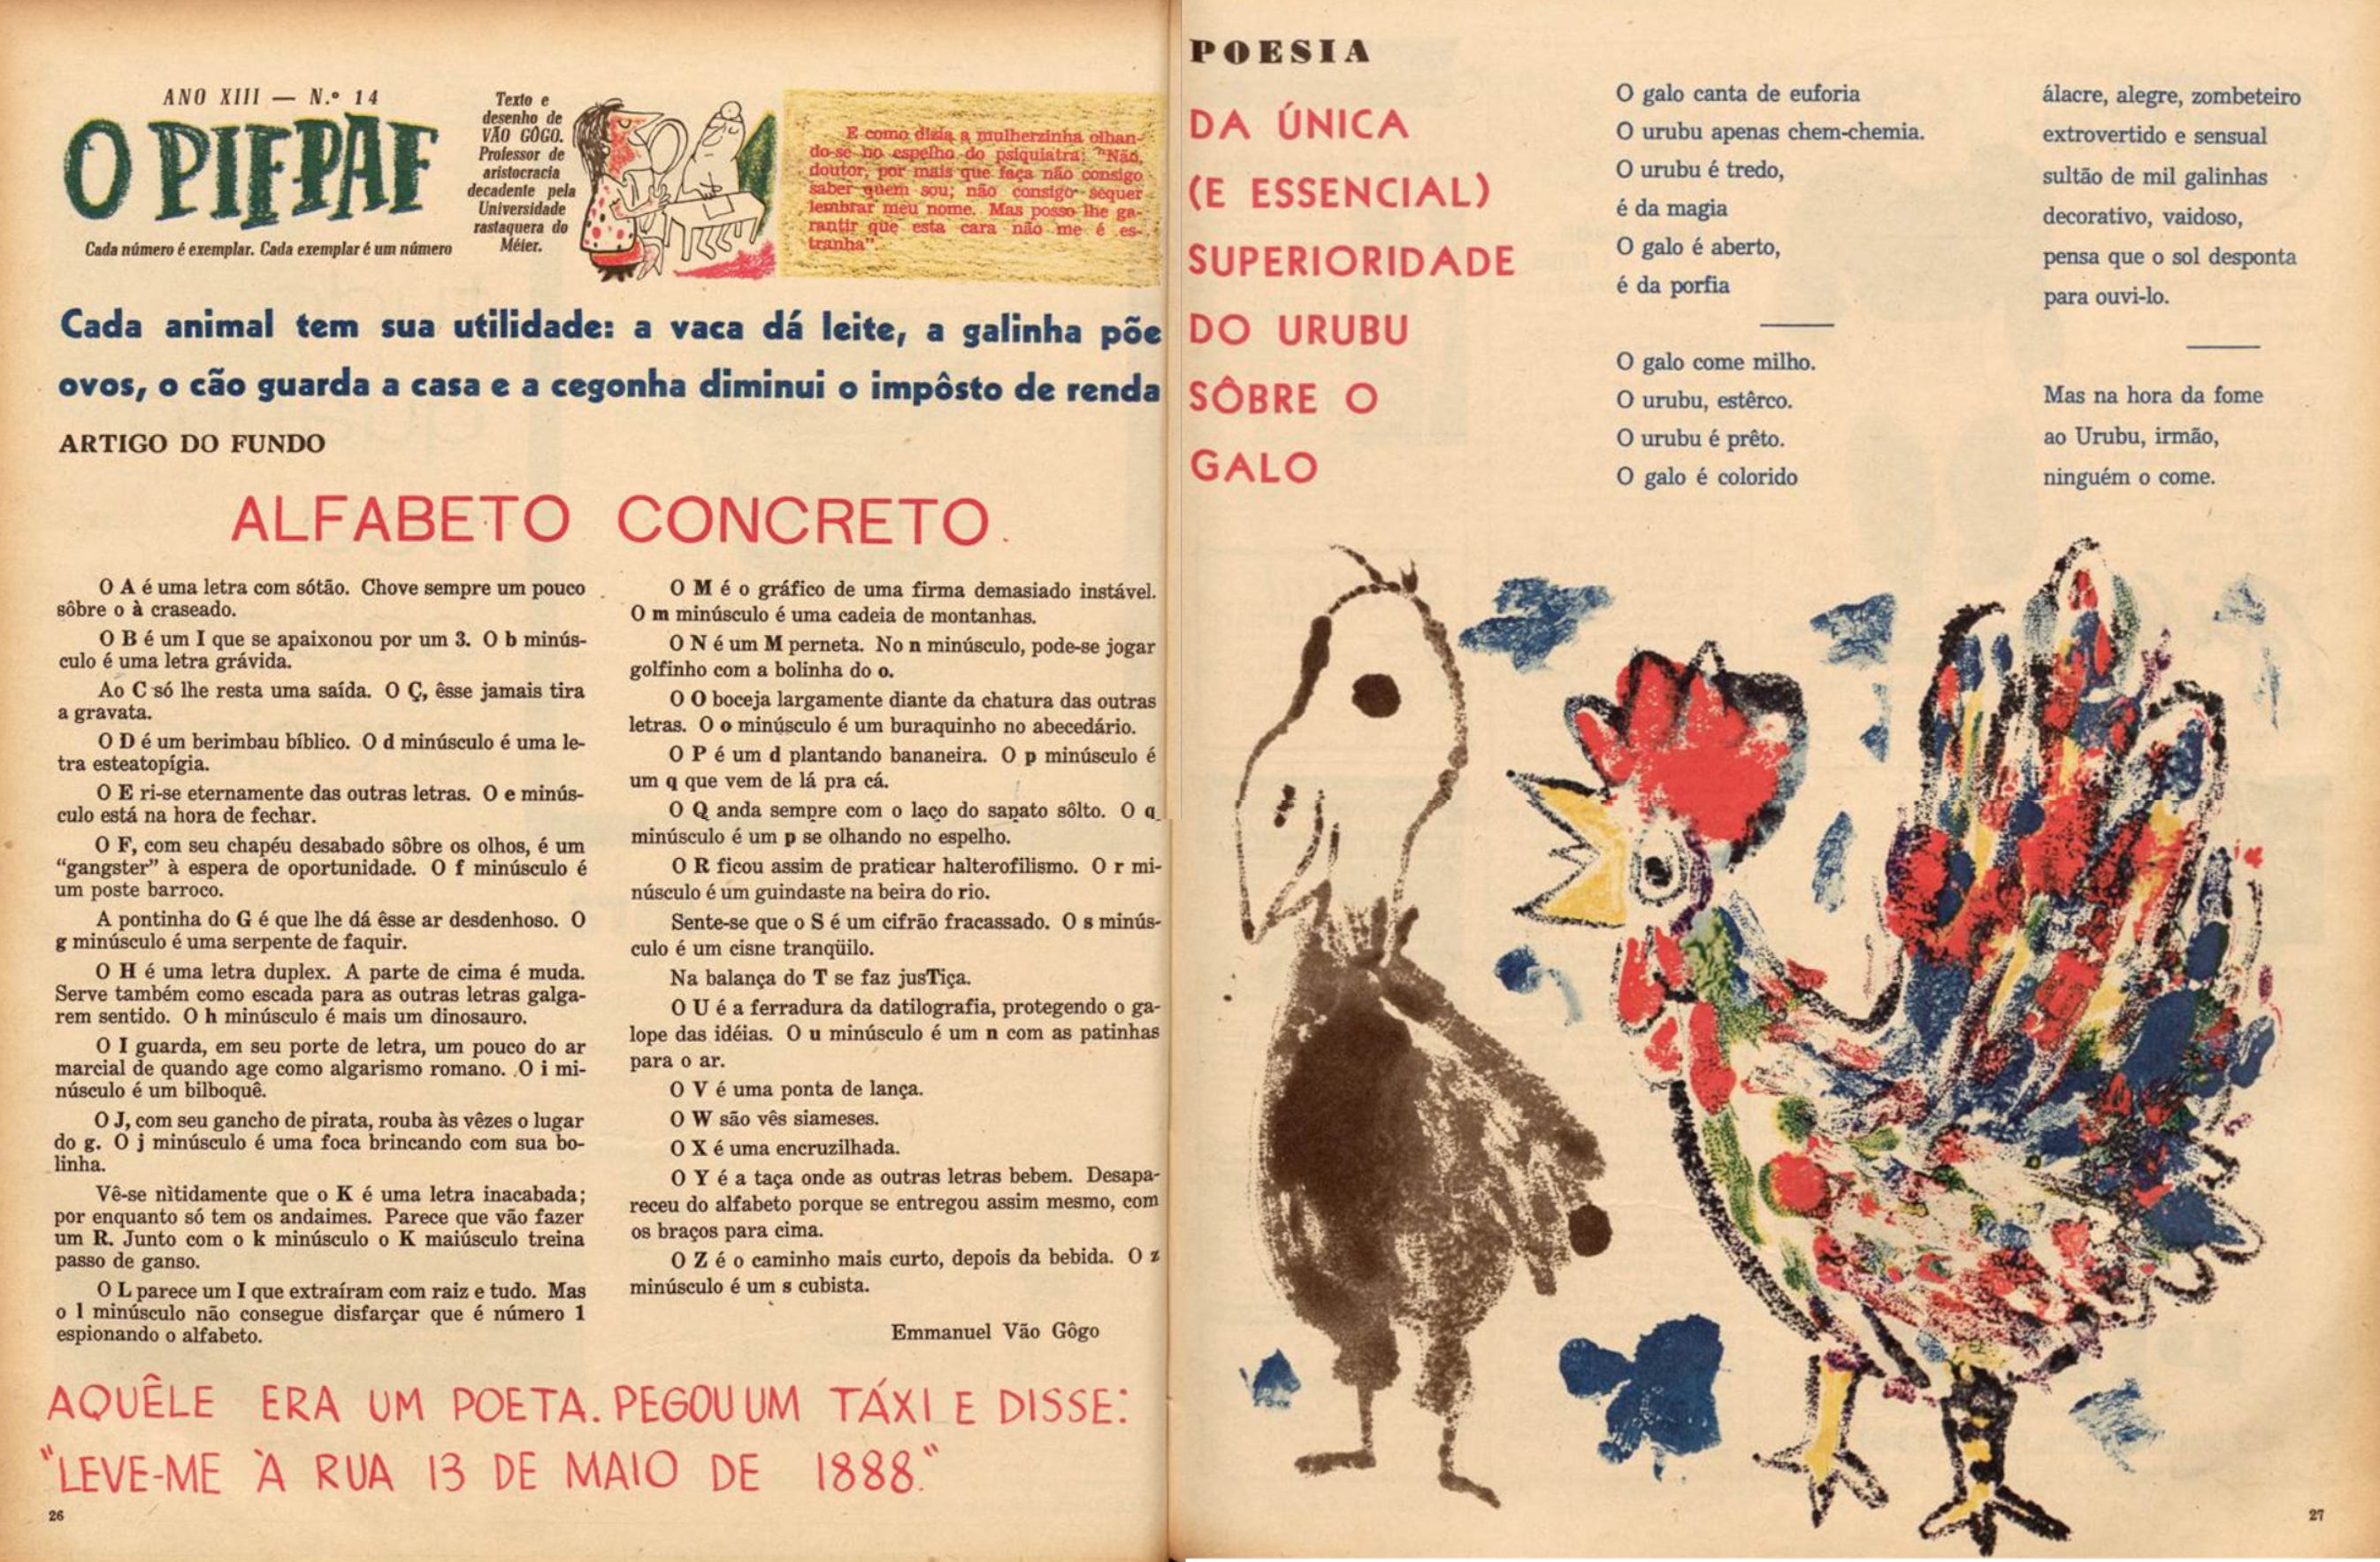 ANO XIII — N.º 14
O PIF-PAF
Cada número é exemplar. Cada exemplar é um número
Texto e
desenho de
VÃO GÔGO.
Professor de
aristocracia
decadente pela
Universidade
rastaquera do
Méier.
E como dizia a mulherzinha olhan-
do-se no espelho do psiquiatra: "Não,
doutor, por mais que faça não consigo
saber quem sou; não consigo sequer
lembrar meu nome. Mas posso lhe ga-
rantir que esta cara não me é es-
tranha".
Cada animal tem sua utilidade: a vaca dá leite, a galinha põe
ovos, o cão guarda a casa e a cegonha diminui o impôsto de renda
ARTIGO DO FUNDO
ALFABETO CONCRETO
O A é uma letra com sótão. Chove sempre um pouco
sôbre o à craseado.
O B é um I que se apaixonou por um 3. O b minús-
culo é uma letra grávida.
Ao C só lhe resta uma saída. O Ç, êsse jamais tira
a gravata.
O D é um berimbau bíblico. O d minúsculo é uma le-
tra esteatopígia.
O E ri-se eternamente das outras letras. O e minús-
culo está na hora de fechar.
O F, com seu chapéu desabado sôbre os olhos, é um
"gangster" à espera de oportunidade. O f minúsculo é
um poste barroco.
A pontinha do G é que lhe dá êsse ar desdenhoso. O
g minúsculo é uma serpente de faquir.
O H é uma letra duplex. A parte de cima é muda.
Serve também como escada para as outras letras galga-
rem sentido. O h minúsculo é mais um dinosauro.
O I guarda, em seu porte de letra, um pouco do ar
marcial de quando age como algarismo romano. O i mi-
núsculo é um bilboquê.
O J, com seu gancho de pirata, rouba às vêzes o lugar
do g. O j minúsculo é uma foca brincando com sua bo-
linha.
Vê-se nìtidamente que o K é uma letra inacabada;
por enquanto só tem os andaimes. Parece que vão fazer
um R. Junto com o k minúsculo o K maiúsculo treina
passo de ganso.
O L parece um I que extraíram com raiz e tudo. Mas
o l minúsculo não consegue disfarçar que é número 1
espionando o alfabeto.
O M é o gráfico de uma firma demasiado instável.
O m minúsculo é uma cadeia de montanhas.
O N é um M perneta. No n minúsculo, pode-se jogar
golfinho com a bolinha do o.
O O boceja largamente diante da chatura das outras
letras. O o minúsculo é um buraquinho no abecedário.
O P é um d plantando bananeira. O p minúsculo é
um q que vem de lá pra cá.
O Q anda sempre com o laço do sapato sôlto. O q
minúsculo é um p se olhando no espelho.
O R ficou assim de praticar halterofilismo. O r mi-
núsculo é um guindaste na beira do rio.
Sente-se que o S é um cifrão fracassado. O s minús-
culo é um cisne tranqüilo.
Na balança do T se faz jusTiça.
O U é a ferradura da datilografia, protegendo o ga-
lope das idéias. O u minúsculo é um n com as patinhas
para o ar.
O V é uma ponta de lança.
O W são vês siameses.
O X é uma encruzilhada.
O Y é a taça onde as outras letras bebem. Desapa-
receu do alfabeto porque se entregou assim mesmo, com
os braços para cima.
O Z é o caminho mais curto, depois da bebida. O z
minúsculo é um s cubista.
Emmanuel Vão Gôgo
AQUÊLE ERA UM POETA. PEGOU UM TÁXI E DISSE:
"LEVE-ME À RUA 13 DE MAIO DE 1888."
26
POESIA
DA ÚNICA
(E ESSENCIAL)
SUPERIORIDADE
DO URUBU
SÔBRE O
GALO
O galo canta de euforia
O urubu apenas chem-chemia.
O urubu é tredo,
é da magia
O galo é aberto,
é da porfia
O galo come milho.
O urubu, estêrco.
O urubu é prêto.
O galo é colorido
álacre, alegre, zombeteiro
extrovertido e sensual
sultão de mil galinhas
decorativo, vaidoso,
pensa que o sol desponta
para ouvi-lo.
Mas na hora da fome
ao Urubu, irmão,
ninguém o come.
27